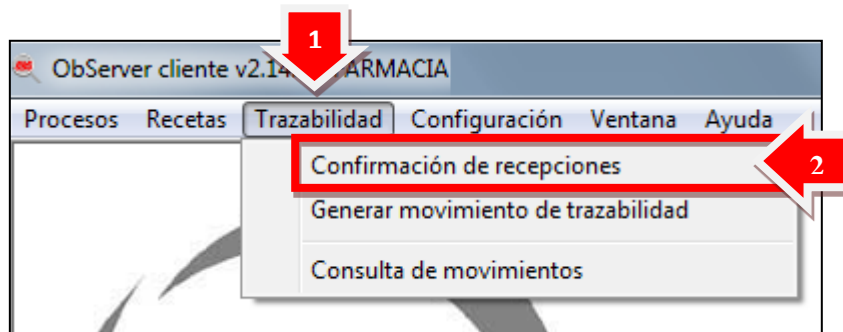 1
ObServer cliente v2.14 FARMACIA
Procesos Recetas Trazabilidad Configuración Ventana Ayuda
Confirmación de recepciones
2
Generar movimiento de trazabilidad
Consulta de movimientos